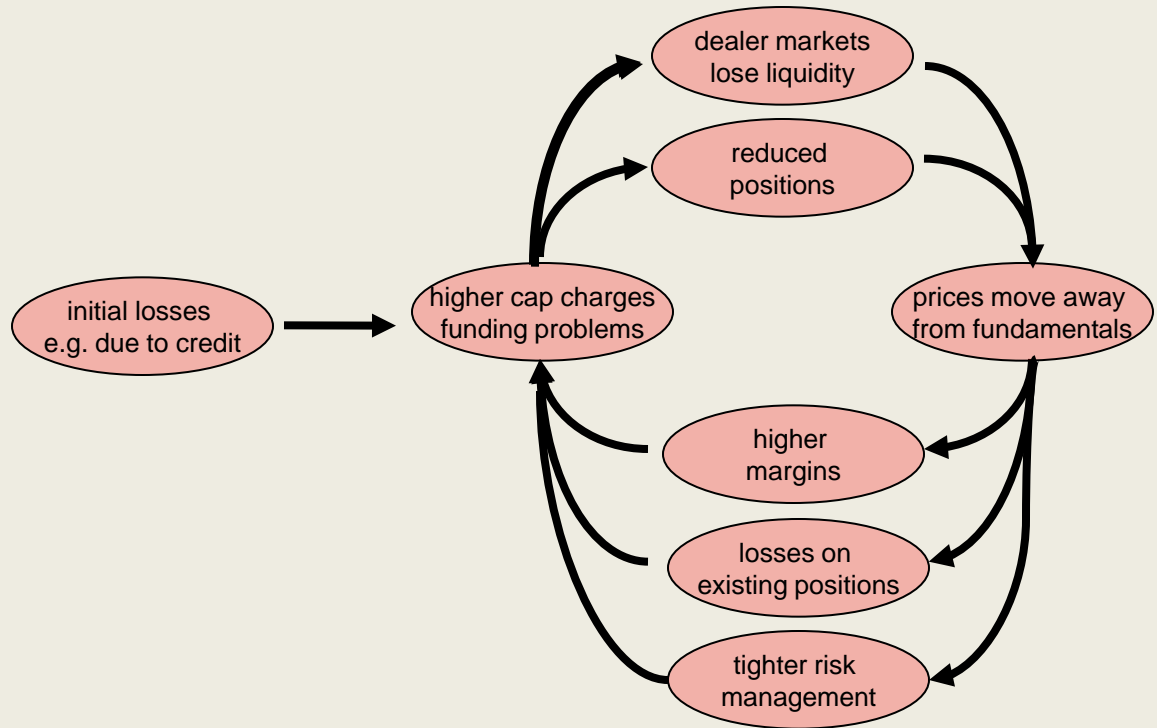 dealer markets
lose liquidity
reduced
positions
initial losses
e.g. due to credit
higher cap charges
funding problems
prices move away
from fundamentals
higher
margins
losses on
existing positions
tighter risk
management